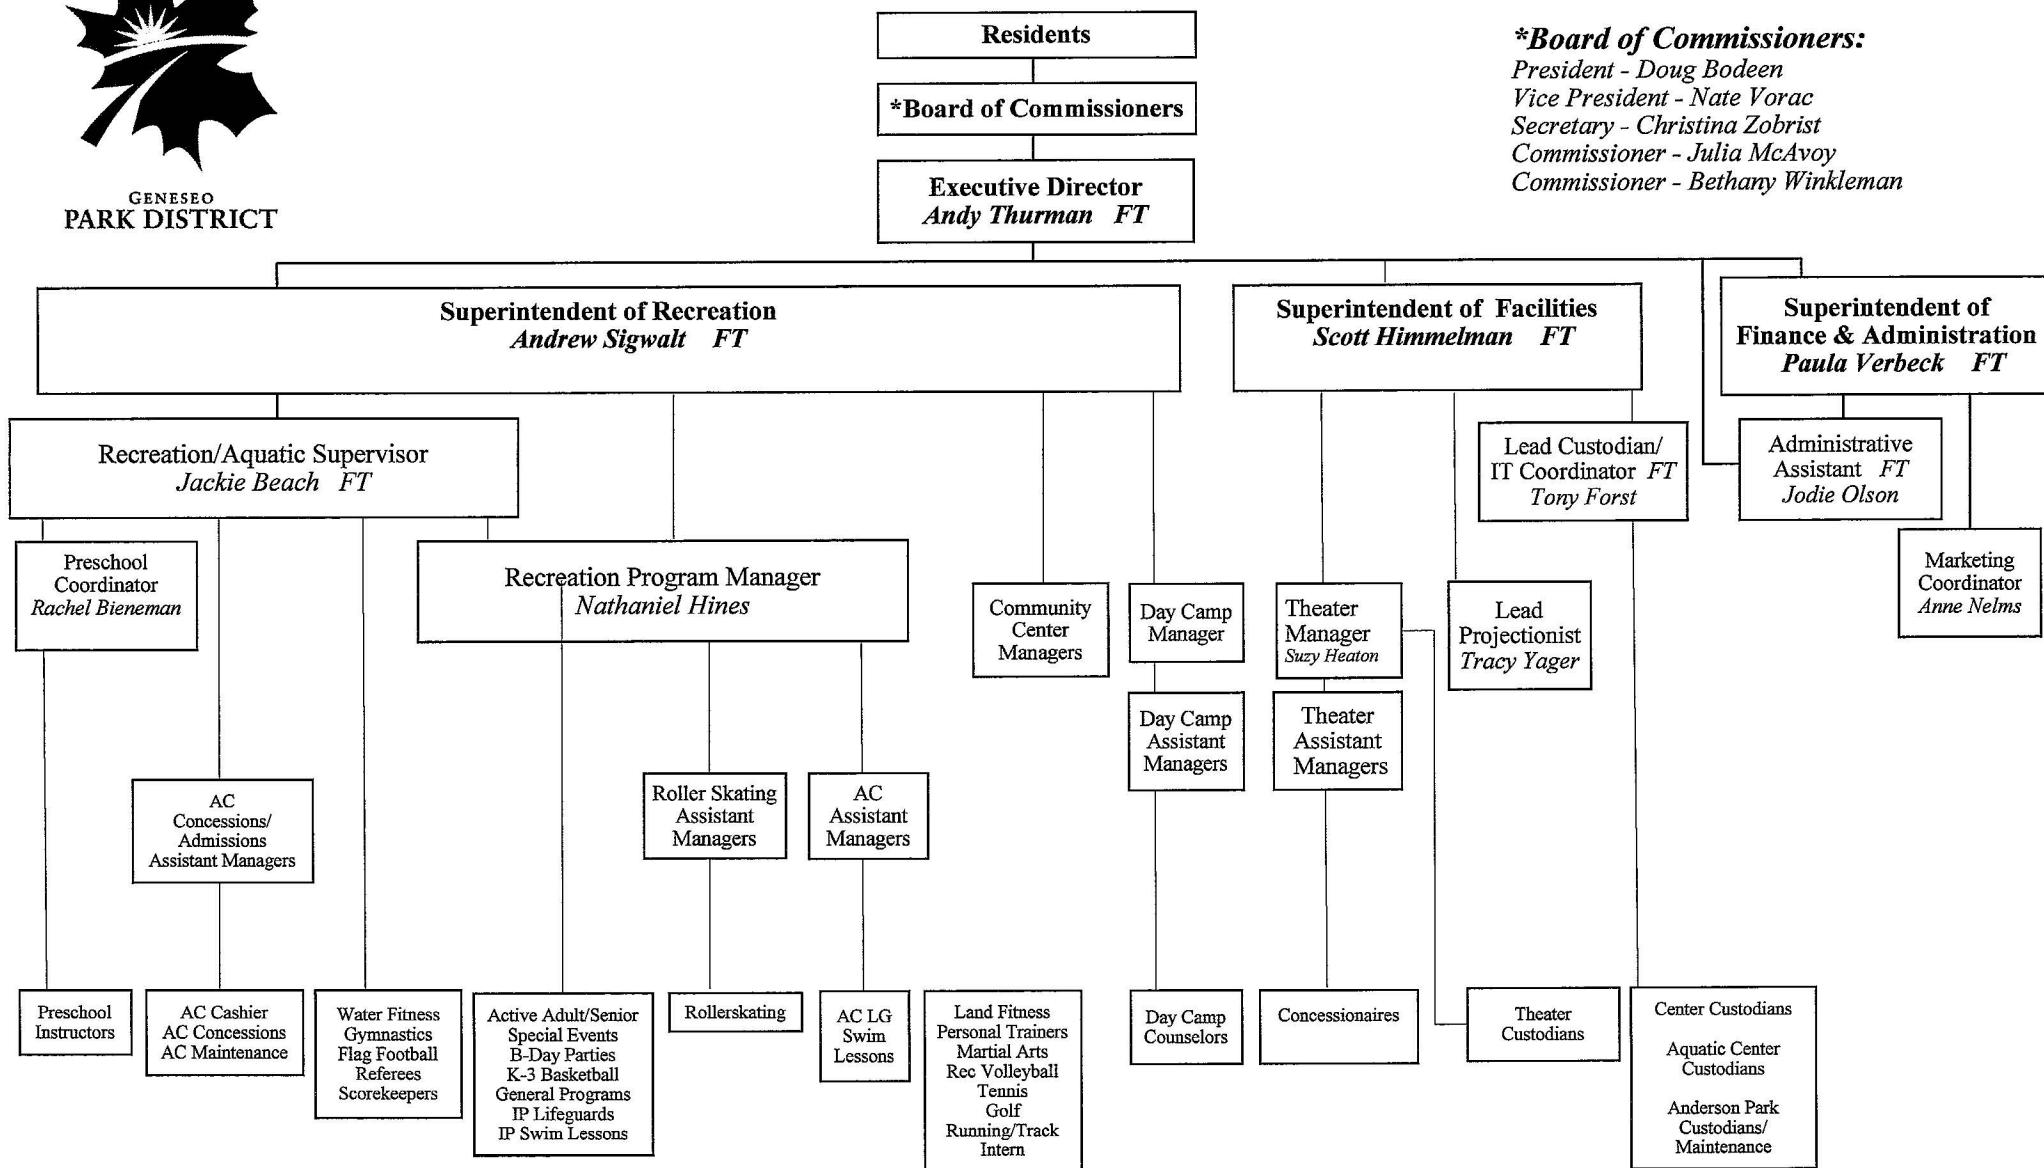 GENESEO
PARK DISTRICT
Residents
*Board of Commissioners
Executive Director
Andy Thurman FT
*Board of Commissioners:
President - Doug Bodeen
Vice President - Nate Vorac
Secretary - Christina Zobrist
Commissioner - Julia McAvoy
Commissioner - Bethany Winkleman
Superintendent of Recreation
Andrew Sigwalt FT
Superintendent of Facilities
Scott Himmelman FT
Superintendent of
Finance & Administration
Paula Verbeck FT
Recreation/Aquatic Supervisor
Jackie Beach FT
Lead Custodian/
IT Coordinator FT
Tony Forst
Administrative
Assistant FT
Jodie Olson
Preschool
Coordinator
Rachel Bieneman
Recreation Program Manager
Nathaniel Hines
Community
Center
Managers
Day Camp
Manager
Theater
Manager
Suzy Heaton
Lead
Projectionist
Tracy Yager
Marketing
Coordinator
Anne Nelms
Day Camp
Assistant
Managers
Theater
Assistant
Managers
AC
Concessions/
Admissions
Assistant Managers
Roller Skating
Assistant
Managers
AC
Assistant
Managers
Preschool
Instructors
AC Cashier
AC Concessions
AC Maintenance
Water Fitness
Gymnastics
Flag Football
Referees
Scorekeepers
Active Adult/Senior
Special Events
B-Day Parties
K-3 Basketball
General Programs
IP Lifeguards
IP Swim Lessons
Rollerskating
AC LG
Swim
Lessons
Land Fitness
Personal Trainers
Martial Arts
Rec Volleyball
Tennis
Golf
Running/Track
Intern
Day Camp
Counselors
Concessionaires
Theater
Custodians
Center Custodians
Aquatic Center
Custodians
Anderson Park
Custodians/
Maintenance